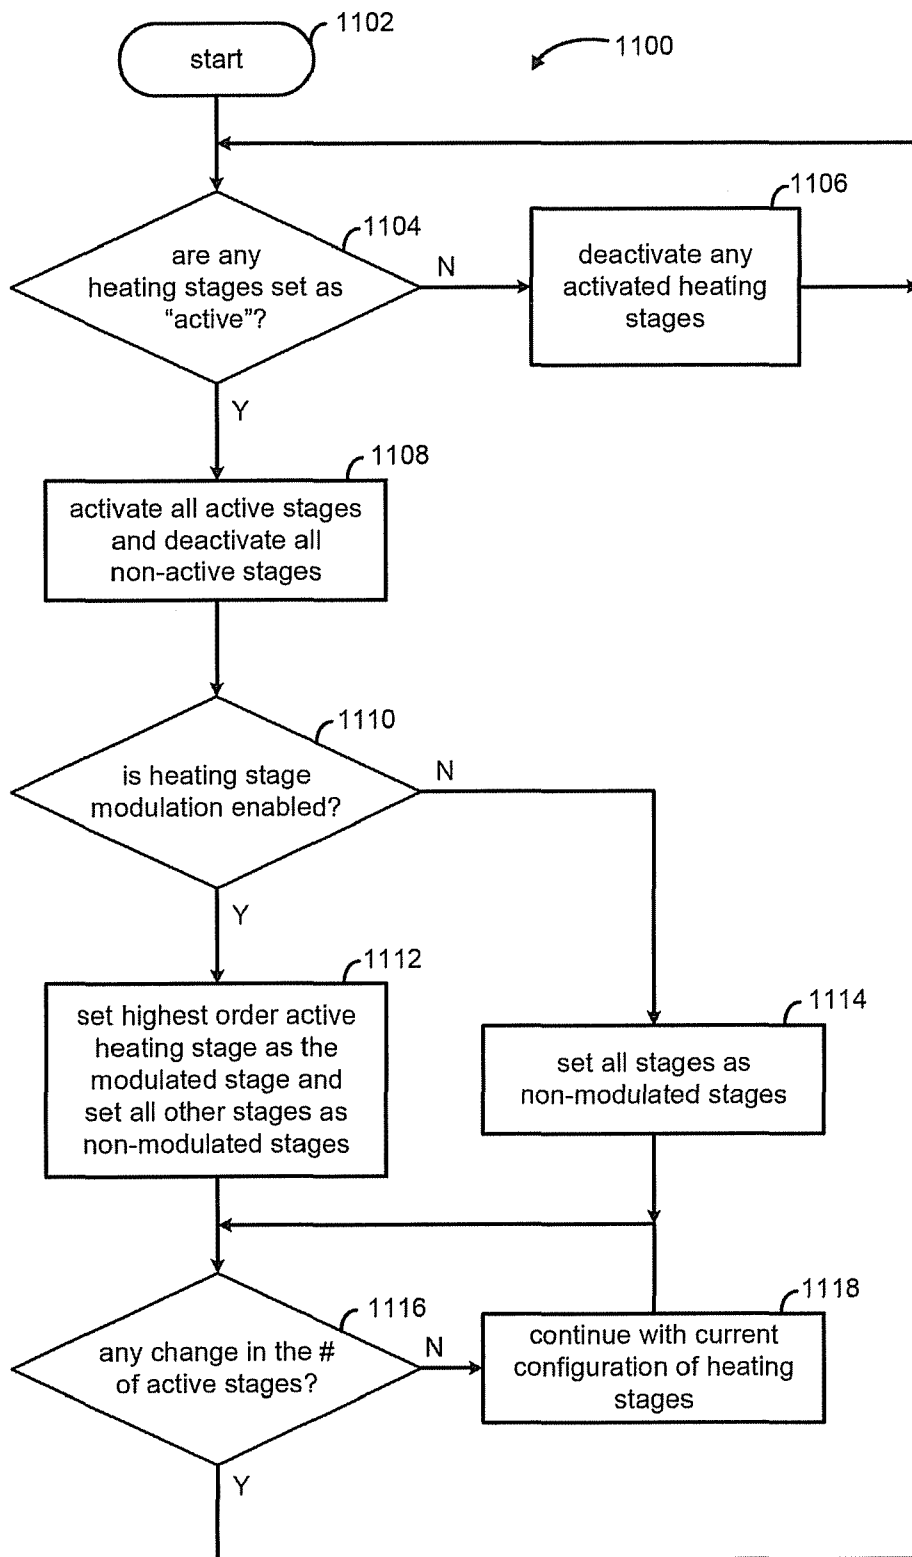 1102
start
1100
1106
1104
are any
heating stages set as
“active”?
N
deactivate any
activated heating
stages
Y
1108
activate all active stages
and deactivate all
non-active stages
1110
is heating stage
modulation enabled?
N
Y
1112
set highest order active
heating stage as the
modulated stage and
set all other stages as
non-modulated stages
1114
set all stages as
non-modulated stages
1116
any change in the #
of active stages?
N
1118
continue with current
configuration of heating
stages
Y